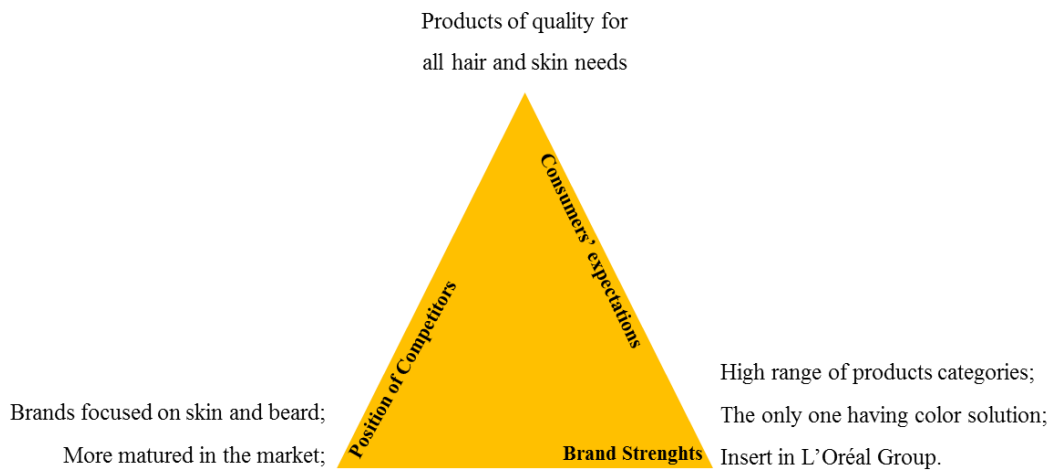 Products of quality for
all hair and skin needs
Consumers’ expectations
Position of Competitors
High range of products categories;
Brands focused on skin and beard;
The only one having color solution;
More matured in the market;
Brand Strenghts
Insert in L’Oréal Group.